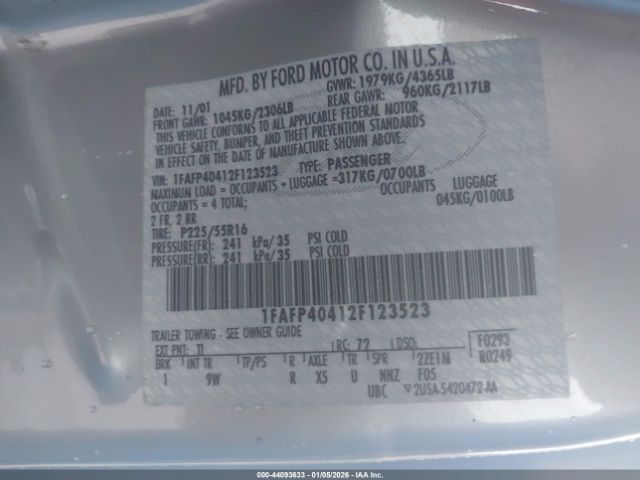 MFD. BY FORD MOTOR CO. IN U.S.A.
DATE: 11/01 GVWR: 1979KG/4365LB
FRONT GAWR: 1045KG/2306LB REAR GAWR: 960KG/2117LB
THIS VEHICLE CONFORMS TO ALL APPLICABLE FEDERAL MOTOR
VEHICLE SAFETY, BUMPER, AND THEFT PREVENTION STANDARDS
IN EFFECT ON THE DATE OF MANUFACTURE SHOWN ABOVE.
VIN: 1FAFP40412F123523 TYPE: PASSENGER
MAXIMUM LOAD = OCCUPANTS + LUGGAGE =317KG/0700LB
OCCUPANTS = 4 TOTAL; OCCUPANTS LUGGAGE
2 FR, 2 RR 045KG/0100LB
TIRE: P225/55R16
PRESSURE(FR): 241 kPa/35 PSI COLD
PRESSURE(RR): 241 kPa/35 PSI COLD
1FAFP40412F123523
TRAILER TOWING - SEE OWNER GUIDE
EXT PNT: TI RC: 72 DSO: F0293
BRK INT TR TP/PS R AXLE TR SPR 2ZE1M R0249
1 9W R X5 U NNZ F05
UBC 2U5A-5420472-AA
000-44093633 - 01/05/2026 - IAAI.com